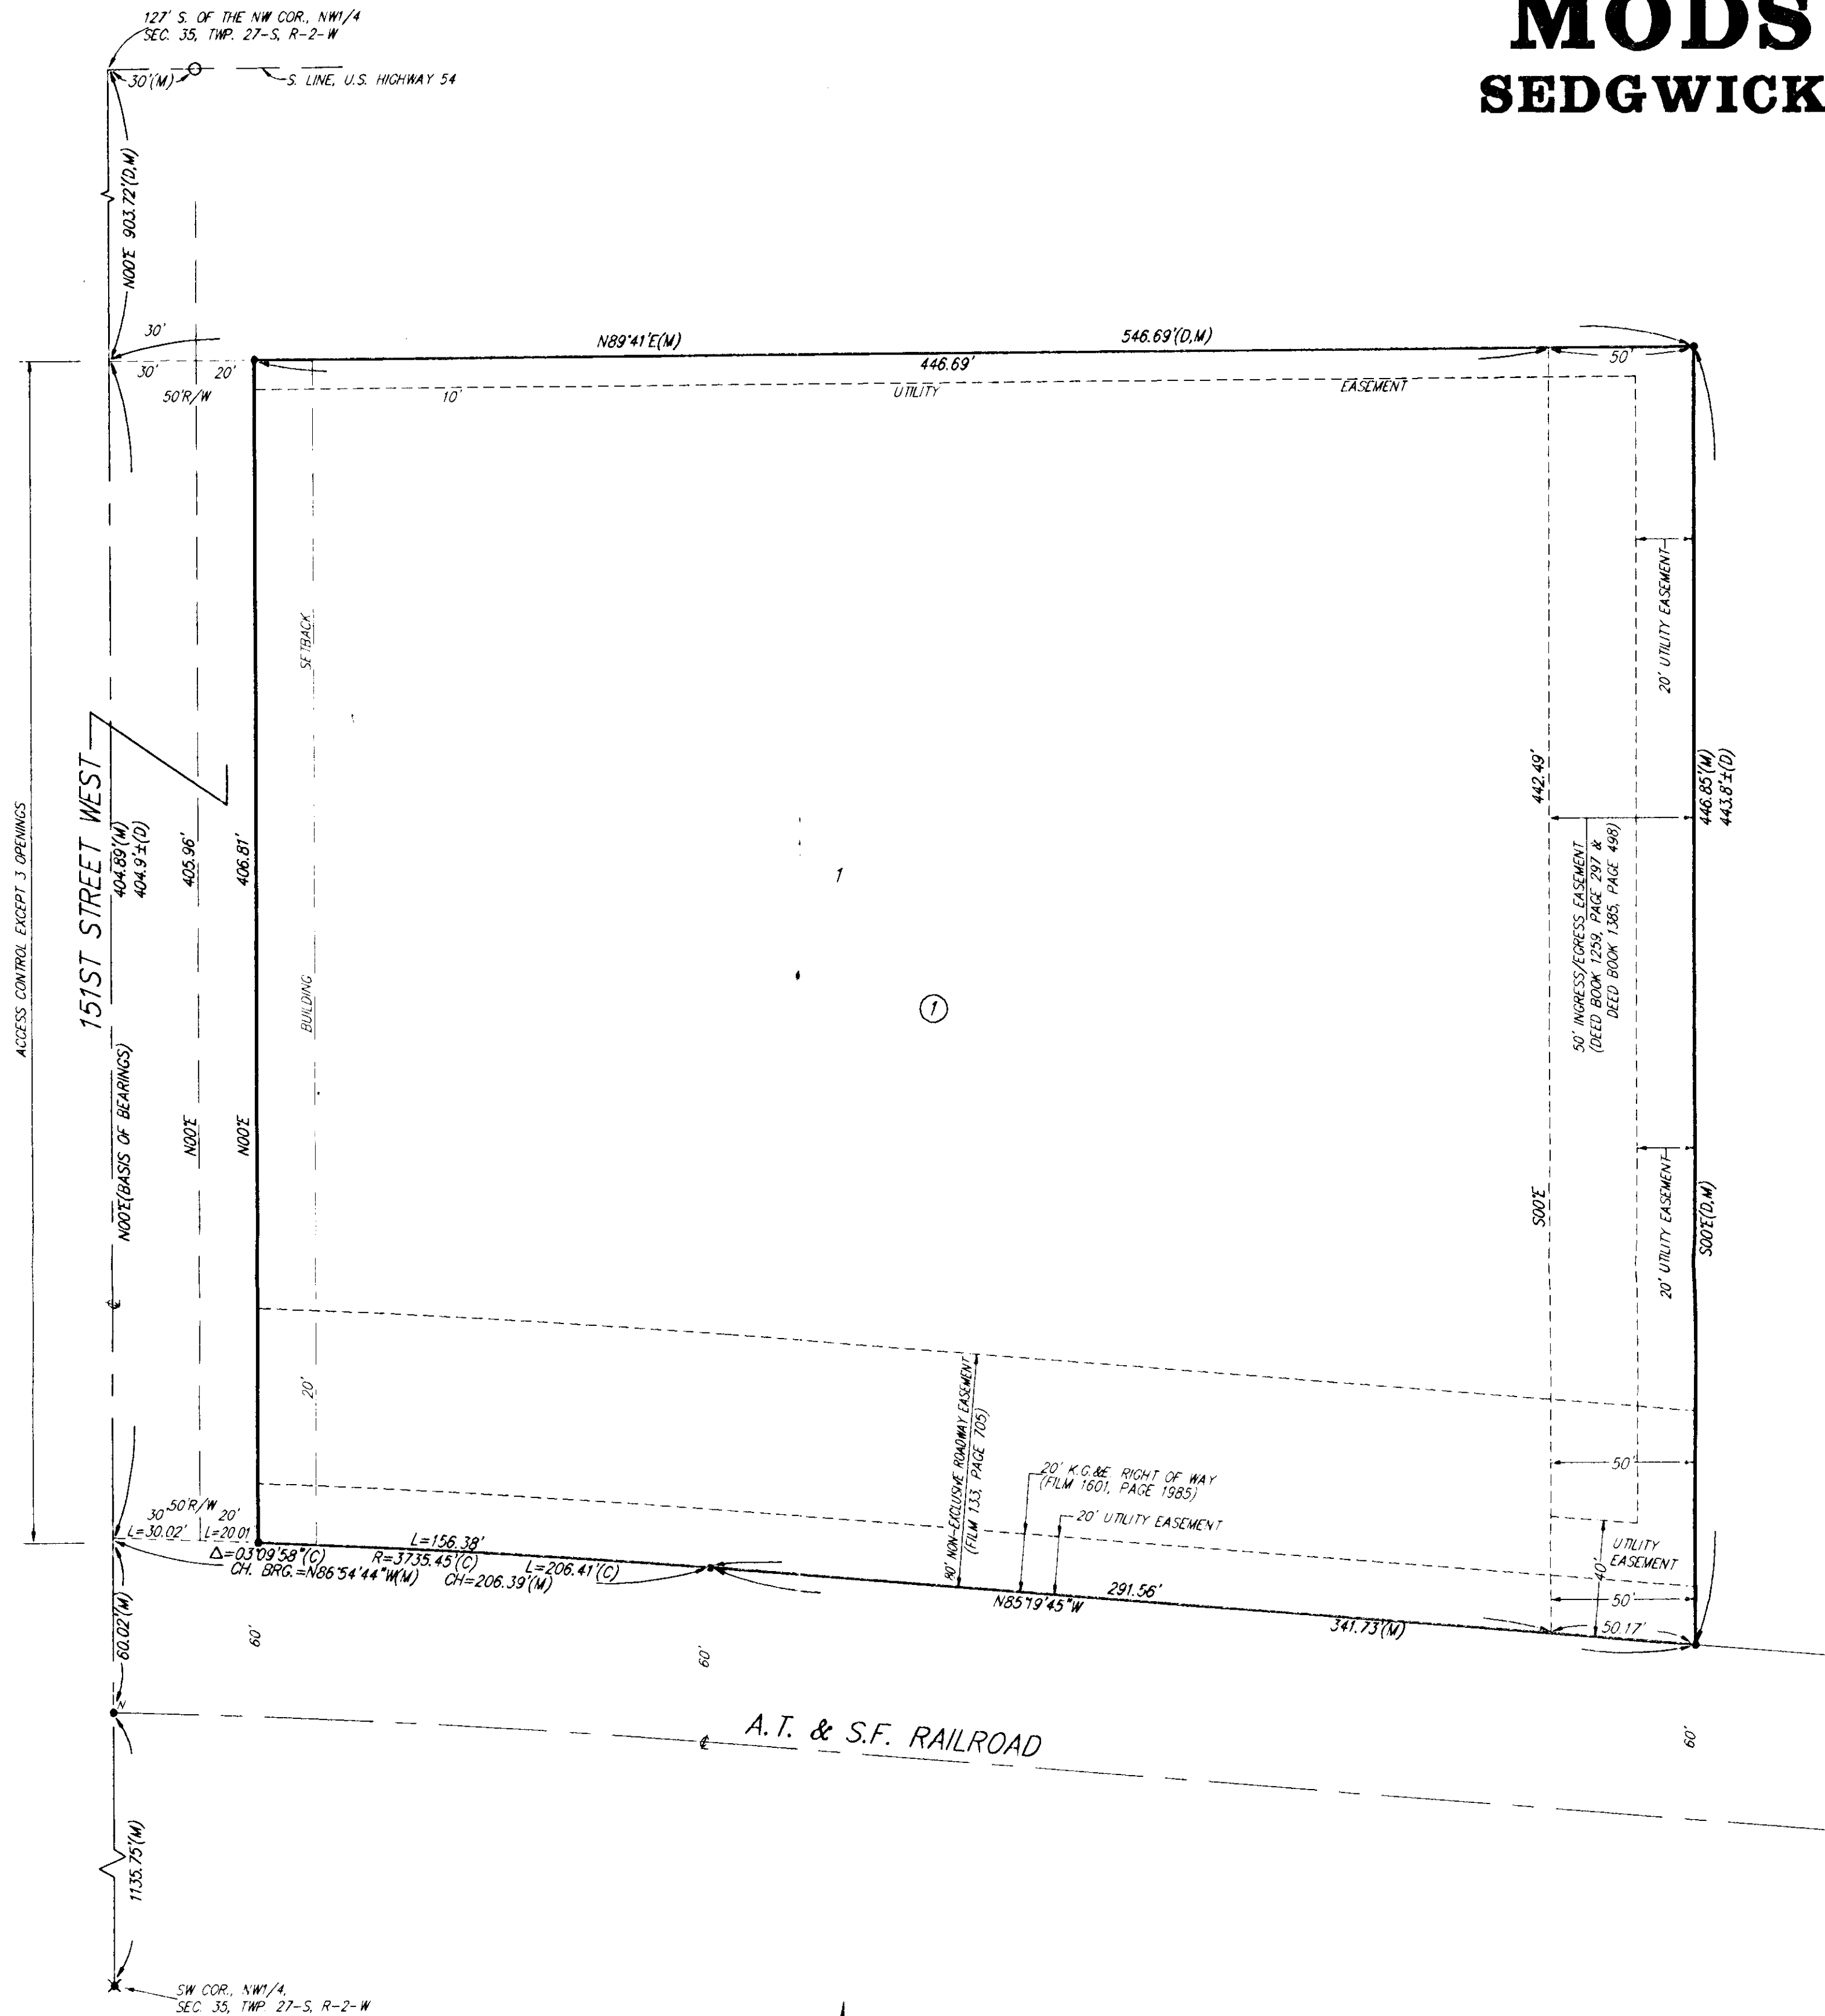 MODS
SEDGWICK
127' S. OF THE NW COR., NW1/4
SEC. 35, TWP. 27-S, R-2-W
30'(M)
S. LINE, U.S. HIGHWAY 54
N00°E 903.72'(D,M)
30'
N89°41'E(M)
546.69'(D,M)
30'
20'
446.69'
50'
50'R/W
10'
UTILITY
EASEMENT
SETBACK
20' UTILITY EASEMENT
ACCESS CONTROL EXCEPT 3 OPENINGS
151ST STREET WEST
404.89'(M)
404.9'±(D)
405.96'
406.81'
442.49'
446.85'(M)
443.8'±(D)
1
50' INGRESS/EGRESS EASEMENT
(DEED BOOK 1259, PAGE 297 &
DEED BOOK 1385, PAGE 498)
1
BUILDING
N00°E(BASIS OF BEARINGS)
N00°E
N00°E
S00°E
20' UTILITY EASEMENT
S00°E(D,M)
20'
80' NON-EXCLUSIVE ROADWAY EASEMENT
(FILM 133, PAGE 705)
20' K.G.&E. RIGHT OF WAY
(FILM 1601, PAGE 1985)
50'
20' UTILITY EASEMENT
50'R/W
30'
20'
L=30.02'
L=20.01
L=156.38'
UTILITY
EASEMENT
40'
Δ=03°09'58"(C)
R=3735.45'(C)
L=206.41'(C)
CH. BRG.=N86°54'44"W(M)
CH=206.39'(M)
291.56'
50'
N85°19'45"W
341.73'(M)
50.17'
60.02'(M)
60'
60'
60'
N
A.T. & S.F. RAILROAD
1135.75'(M)
SW COR., NW1/4,
SEC. 35, TWP. 27-S, R-2-W